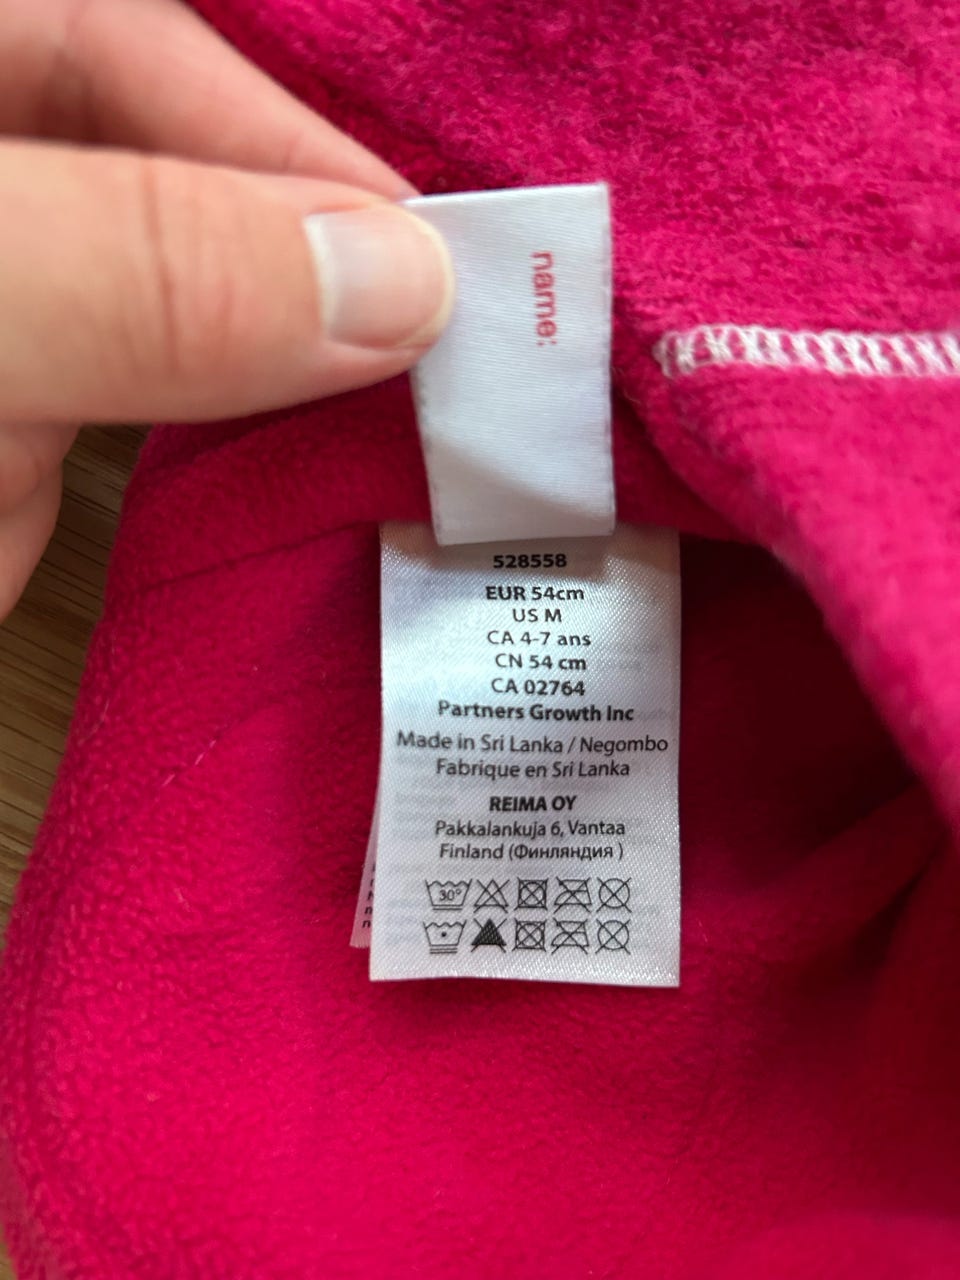 name:
528558
EUR 54cm
US M
CA 4-7 ans
CN 54 cm
CA 02764
Partners Growth Inc
Made in Sri Lanka / Negombo
Fabrique en Sri Lanka
REIMA OY
Pakkalankuja 6, Vantaa
Finland (Финляндия )
30°